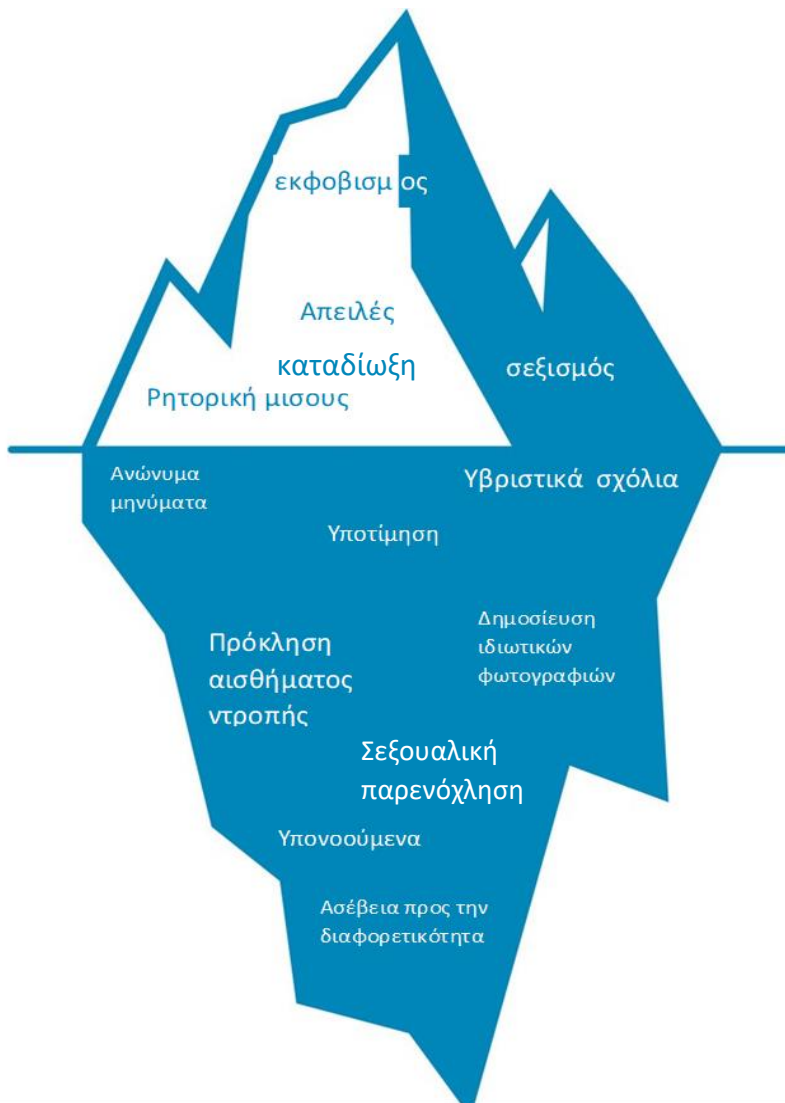 εκφοβισμ ος
Απειλές
καταδίωξη
σεξισμός
Ρητορική μισους
Ανώνυμα
μηνύματα
Υβριστικά σχόλια
Υποτίμηση
Δημοσίευση
ιδιωτικών
φωτογραφιών
Πρόκληση
αισθήματος
ντροπής
Σεξουαλική
παρενόχληση
Υπονοούμενα
Ασέβεια προς την
διαφορετικότητα